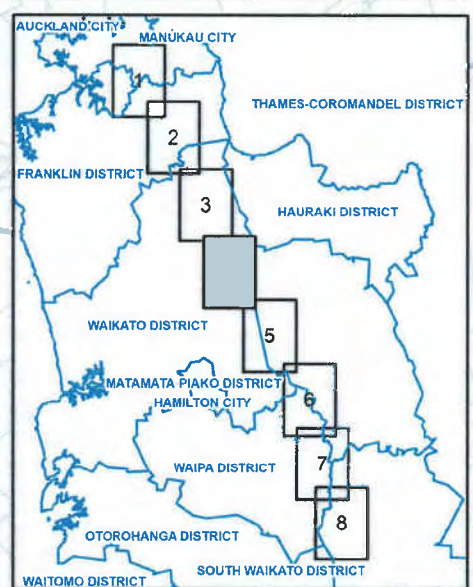 AUCKLAND CITY
MANUKAU CITY
1
THAMES-COROMANDEL DISTRICT
2
FRANKLIN DISTRICT
3
HAURAKI DISTRICT
WAIKATO DISTRICT
5
MATAMATA PIAKO DISTRICT
HAMILTON CITY
6
WAIPA DISTRICT
7
8
OTOROHANGA DISTRICT
SOUTH WAIKATO DISTRICT
WAITOMO DISTRICT